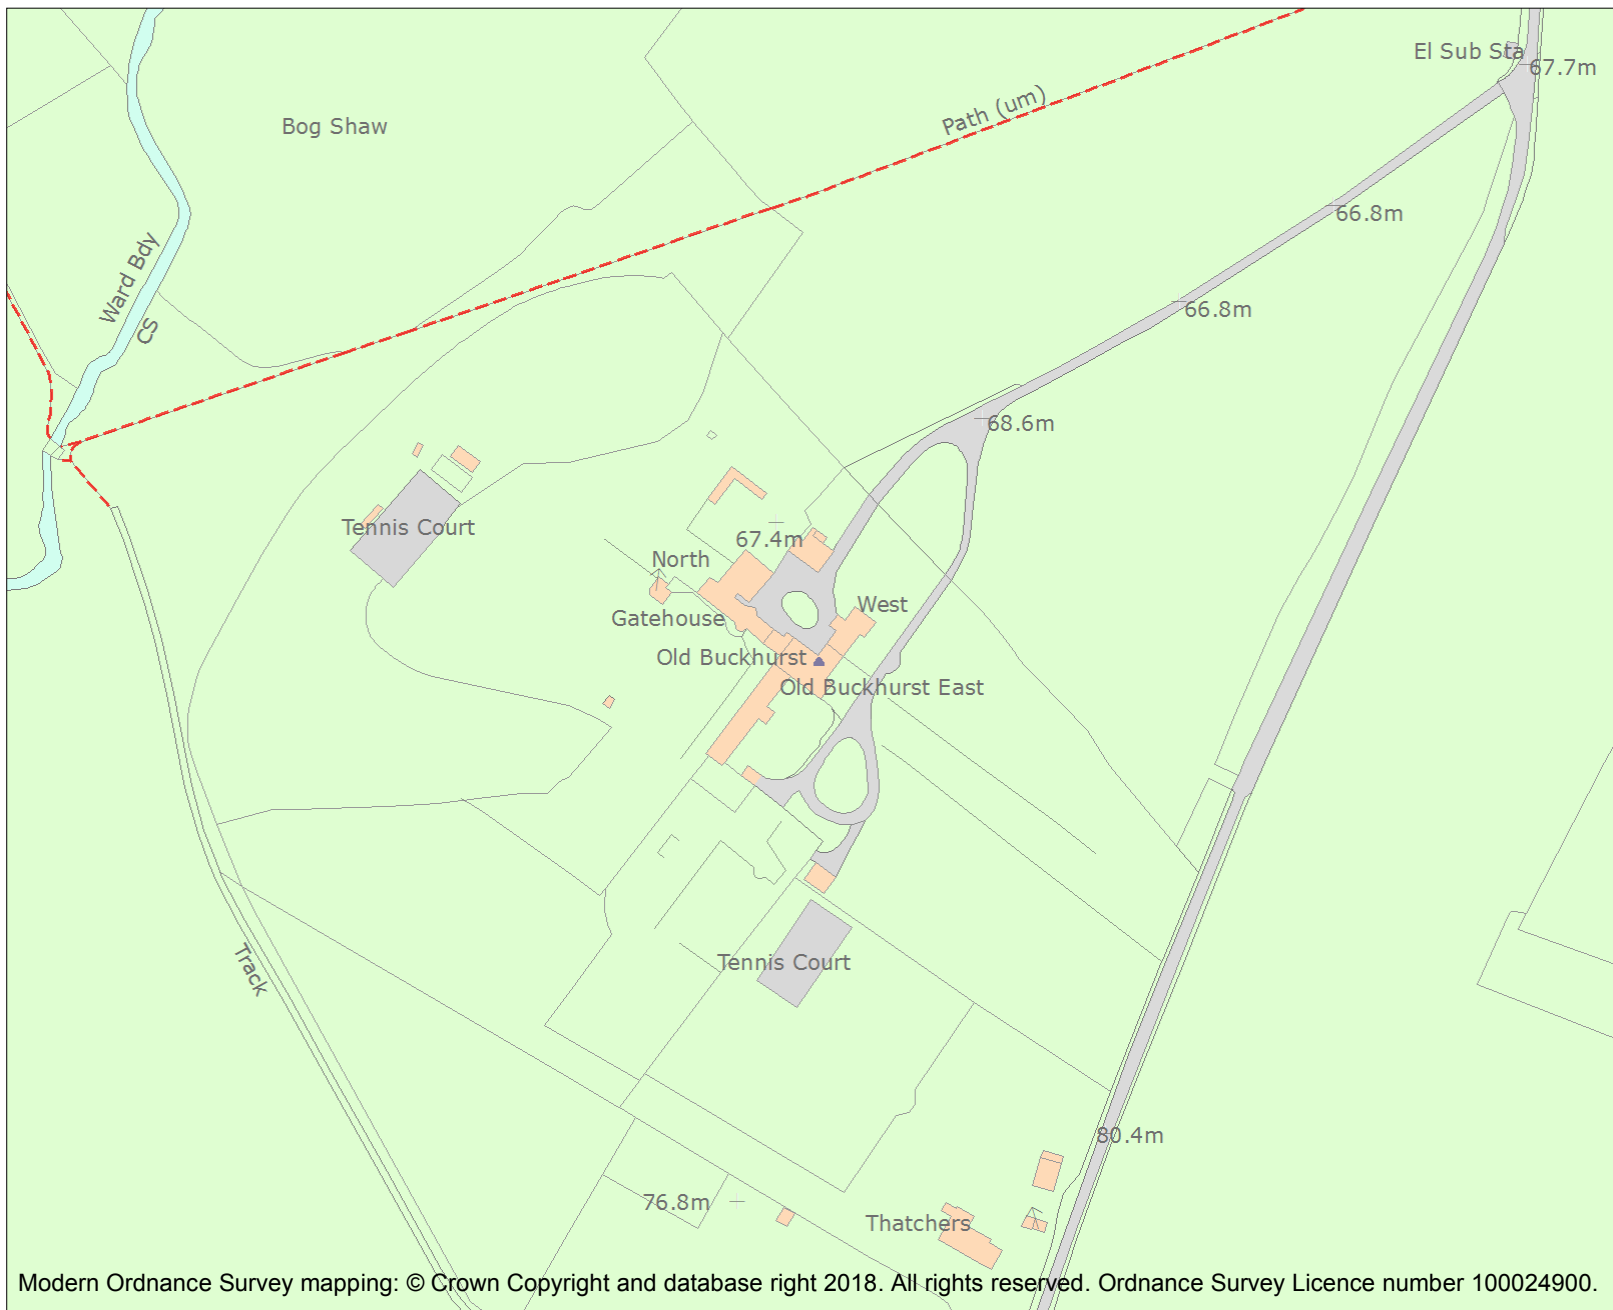 El Sub Sta
67.7m
Path (um)
Bog Shaw
66.8m
Ward Bdy
66.8m
CS
68.6m
Tennis Court
67.4m
North
West
Gatehouse
Old Buckhurst
Old Buckhurst East
Track
Tennis Court
80.4m
76.8m
Thatchers
Modern Ordnance Survey mapping: © Crown Copyright and database right 2018. All rights reserved. Ordnance Survey Licence number 100024900.